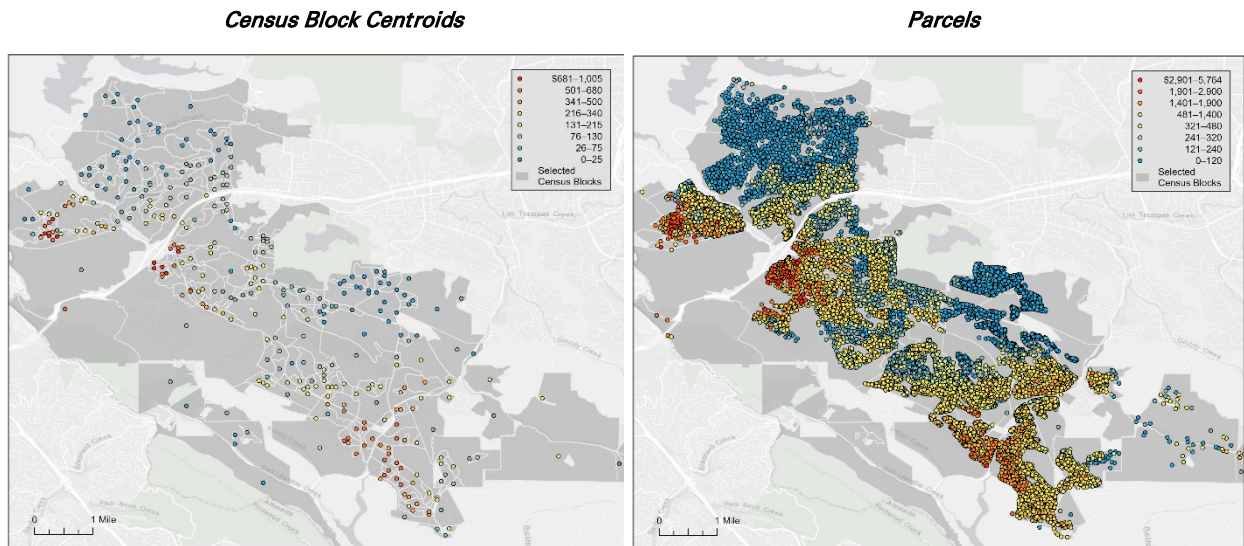 Census Block Centroids
Parcels
$681–1,005
501–680
341–500
216–340
131–215
76–130
26–75
0–25
Selected
Census Blocks
Las Trampas Creek
Grizzly Creek
0 1 Mile
$2,901–5,764
1,901–2,900
1,401–1,900
481–1,400
321–480
241–320
121–240
0–120
Selected
Census Blocks
Las Trampas Creek
Grizzly Creek
0 1 Mile